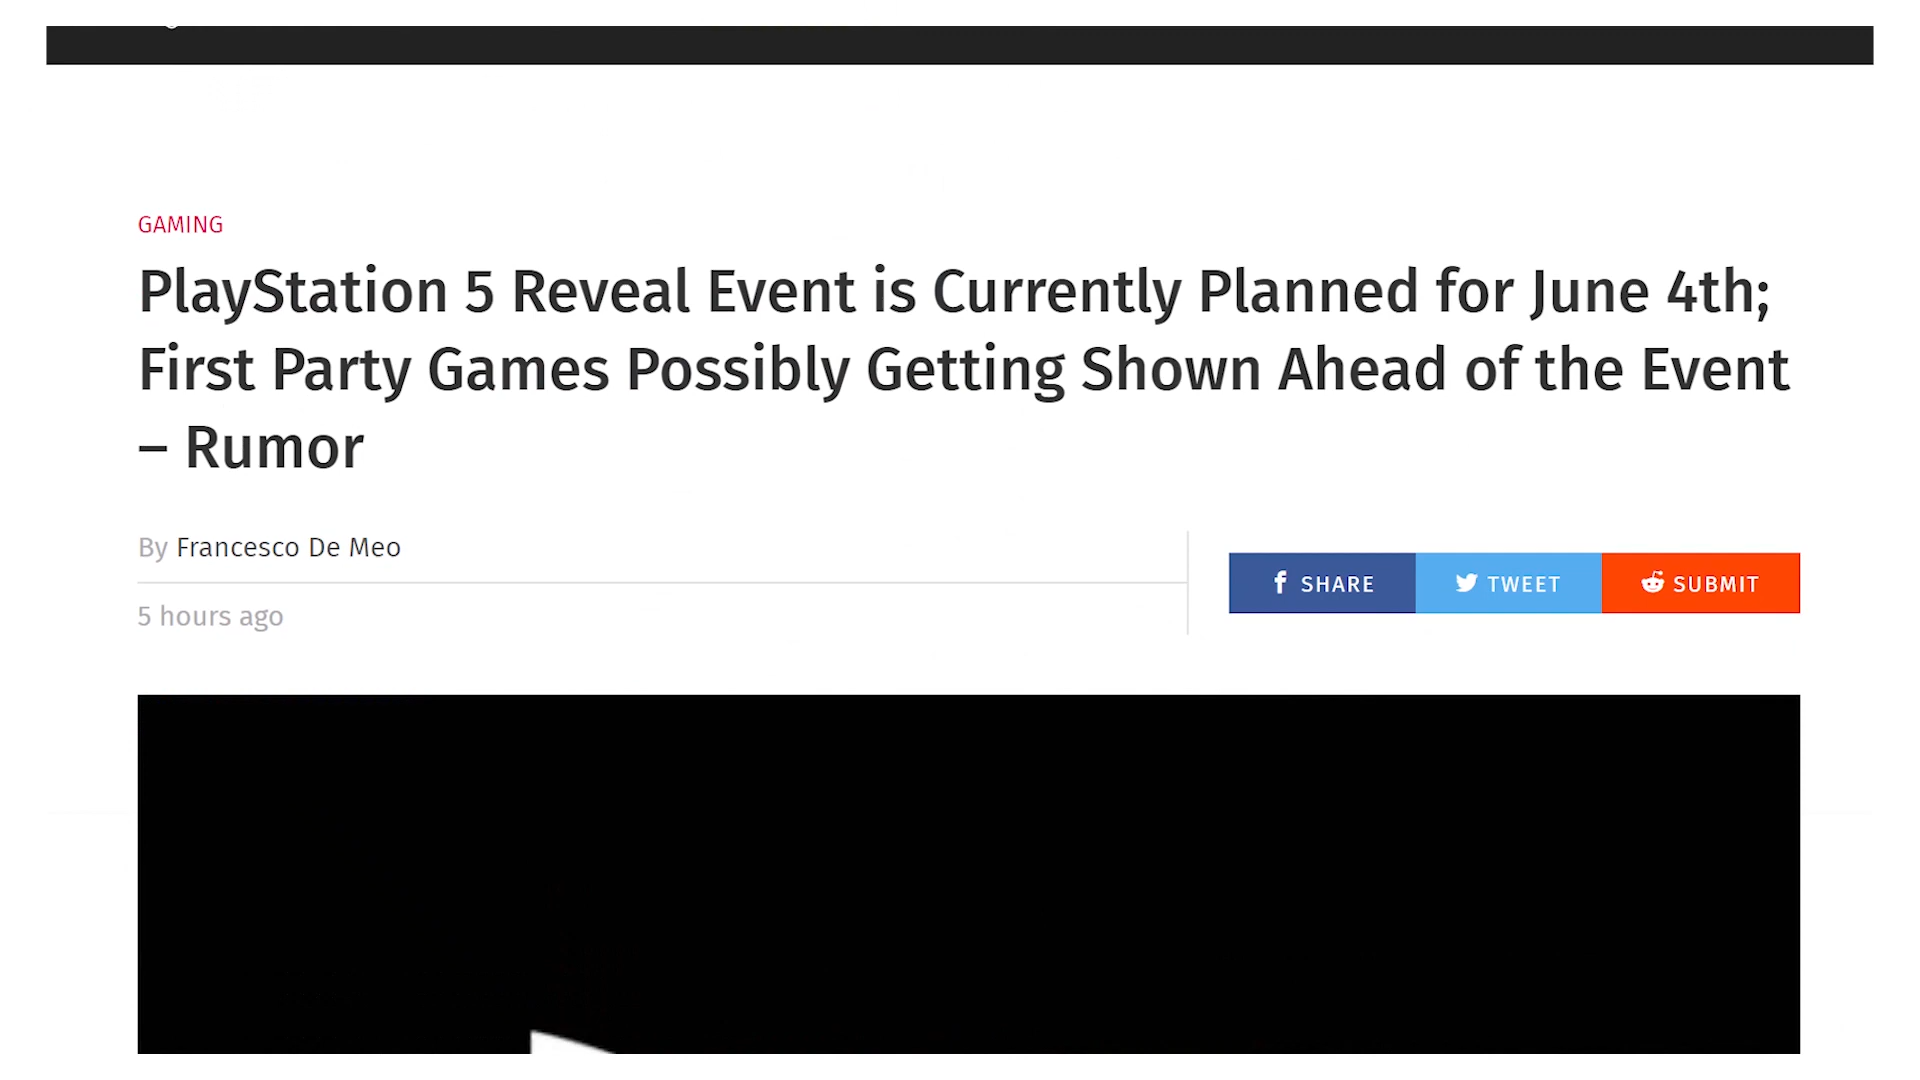 GAMING
PlayStation 5 Reveal Event is Currently Planned for June 4th;
First Party Games Possibly Getting Shown Ahead of the Event
– Rumor
By Francesco De Meo
5 hours ago
SHARE
TWEET
SUBMIT